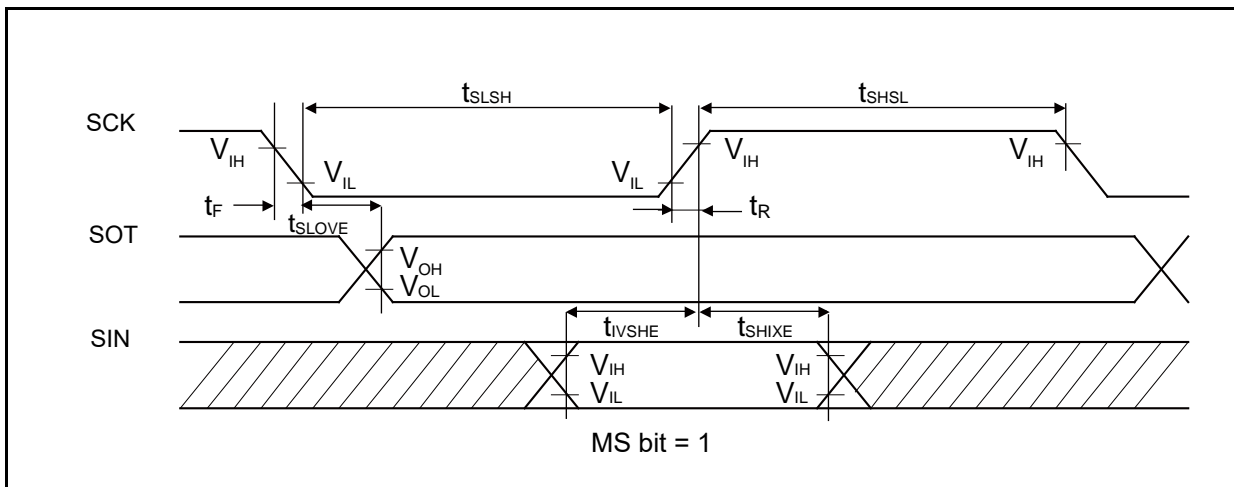 tSLSH tSHSL
SCK
VIH VIH VIH
VIL VIL
tF tR
tSLOVE
SOT
VOH
VOL
tIVSHE tSHIXE
SIN
VIH VIH
VIL VIL
MS bit = 1